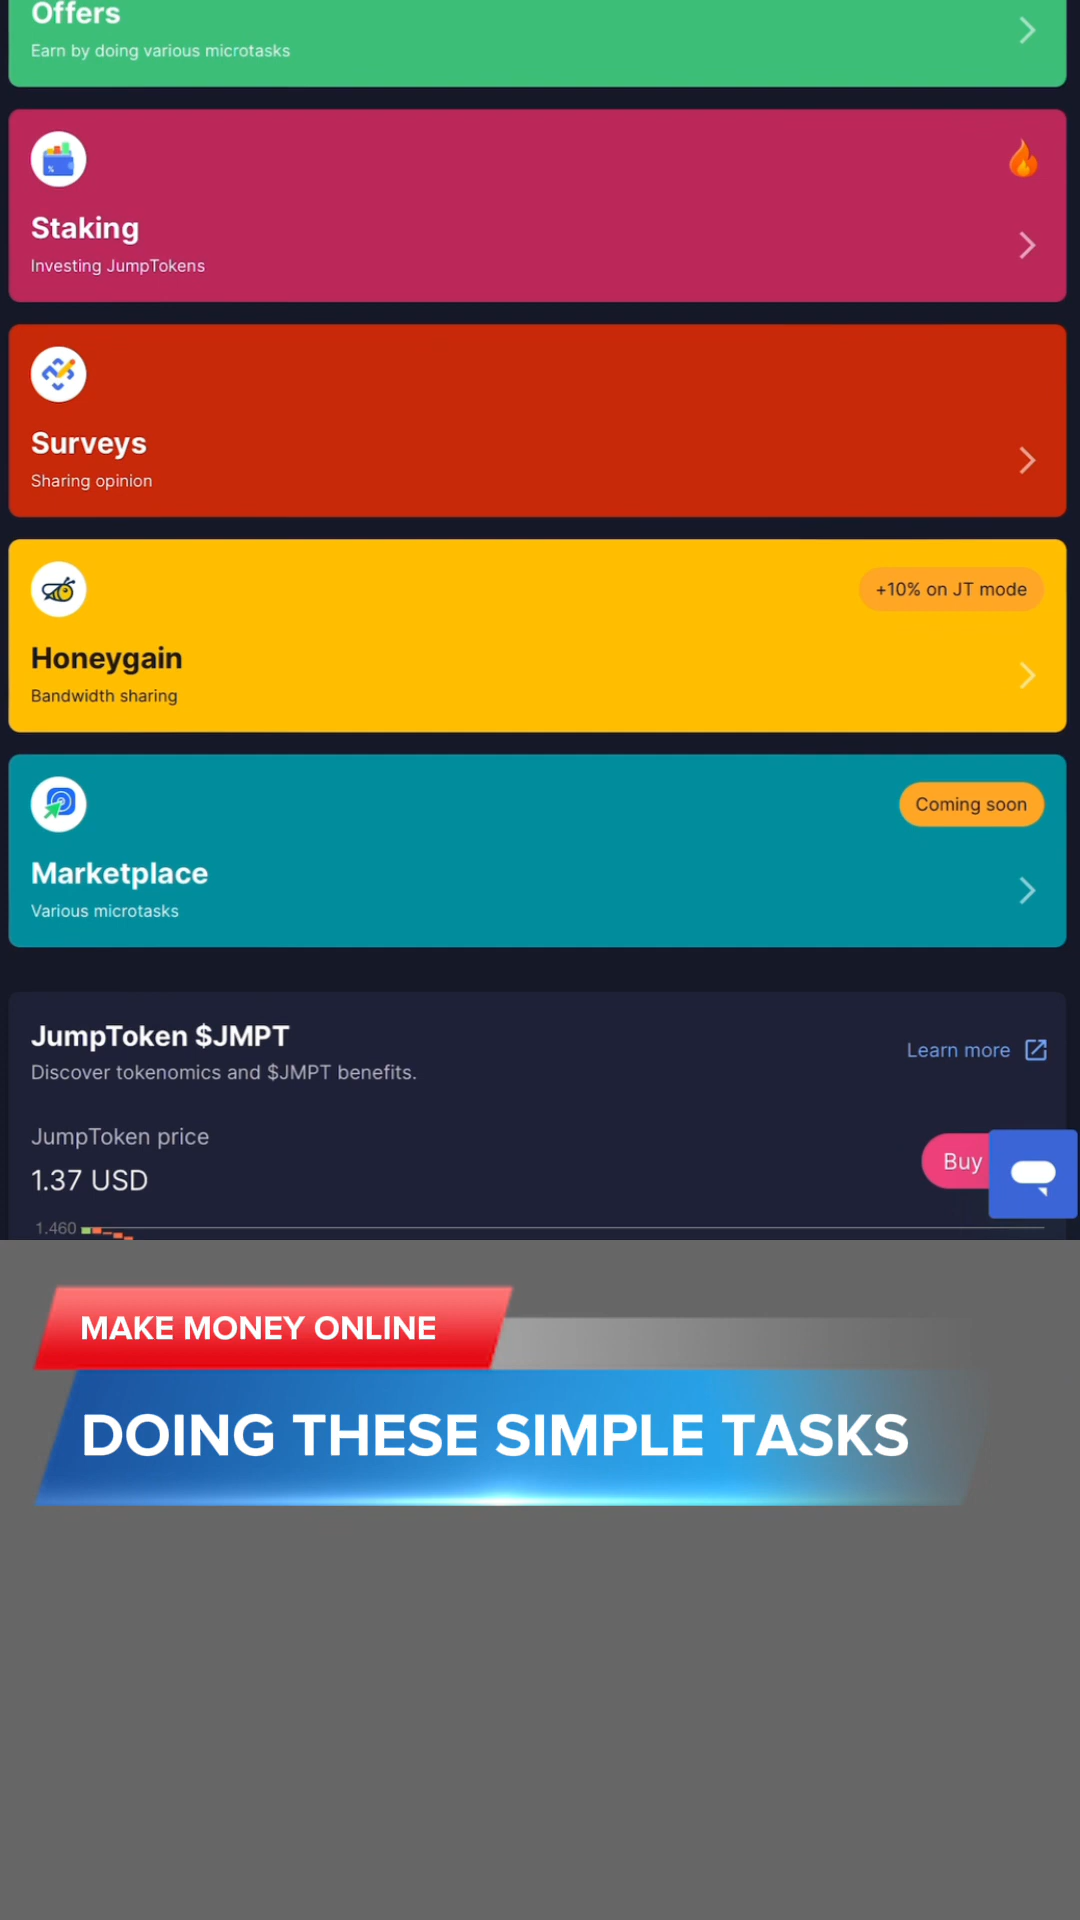 Offers
Earn by doing various microtasks
Staking
Investing JumpTokens
Surveys
Sharing opinion
+10% on JT mode
Honeygain
Bandwidth sharing
Coming soon
Marketplace
Various microtasks
JumpToken $JMPT
Learn more
Discover tokenomics and $JMPT benefits.
JumpToken price
1.37 USD
Buy
1.460
MAKE MONEY ONLINE
DOING THESE SIMPLE TASKS